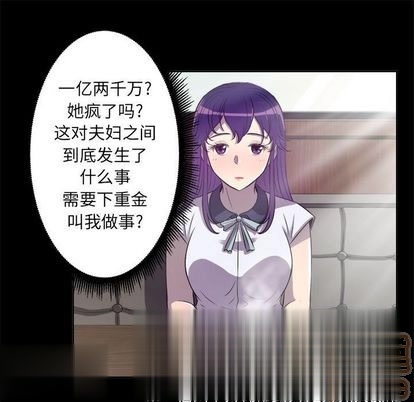 一亿两千万?
她疯了吗?
这对夫妇之间
到底发生了
什么事
需要下重金
叫我做事?